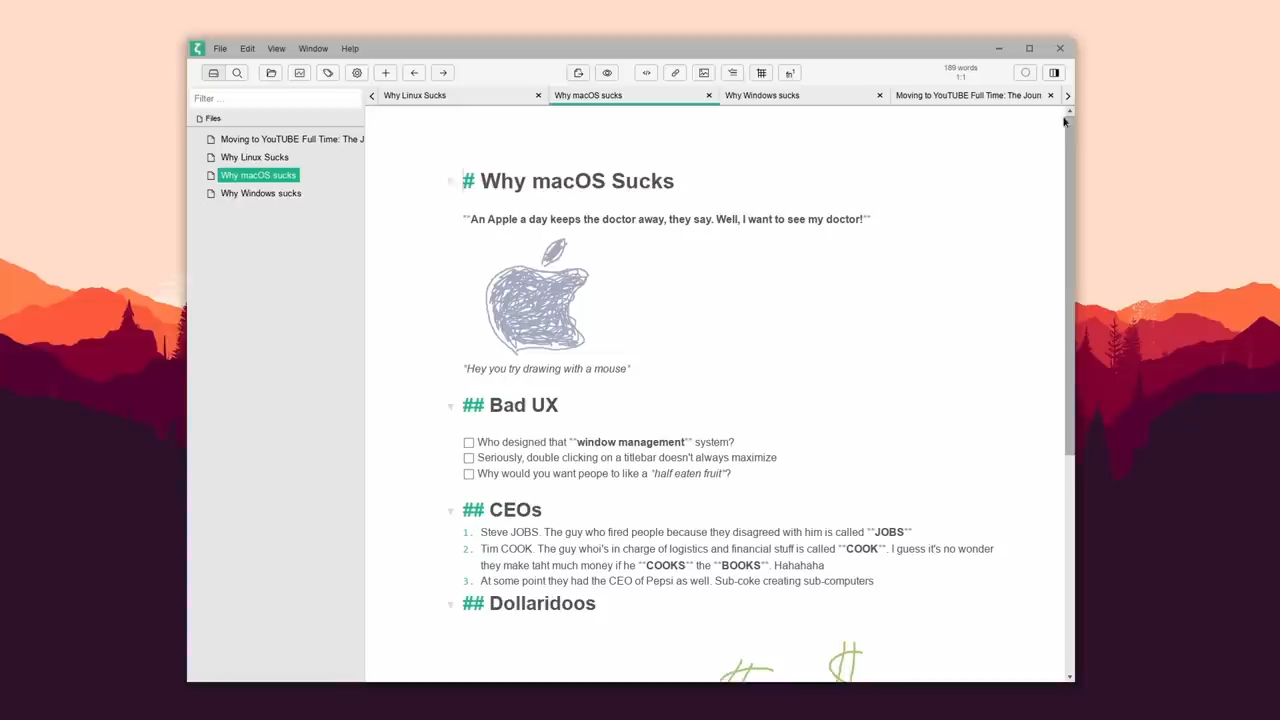 ζ File Edit View Window Help
189 words
1:1
Filter ...
Why Linux Sucks
Why macOS sucks
Why Windows sucks
Moving to YouTUBE Full Time: The Journ
Files
Moving to YouTUBE Full Time: The J
Why Linux Sucks
Why macOS sucks
Why Windows sucks
# Why macOS Sucks
**An Apple a day keeps the doctor away, they say. Well, I want to see my doctor!**
*Hey you try drawing with a mouse*
## Bad UX
Who designed that **window management** system?
Seriously, double clicking on a titlebar doesn't always maximize
Why would you want peope to like a *half eaten fruit*?
## CEOs
1. Steve JOBS. The guy who fired people because they disagreed with him is called **JOBS**
2. Tim COOK. The guy whoi's in charge of logistics and financial stuff is called **COOK**. I guess it's no wonder
they make taht much money if he **COOKS** the **BOOKS**. Hahahaha
3. At some point they had the CEO of Pepsi as well. Sub-coke creating sub-computers
## Dollaridoos
$ $